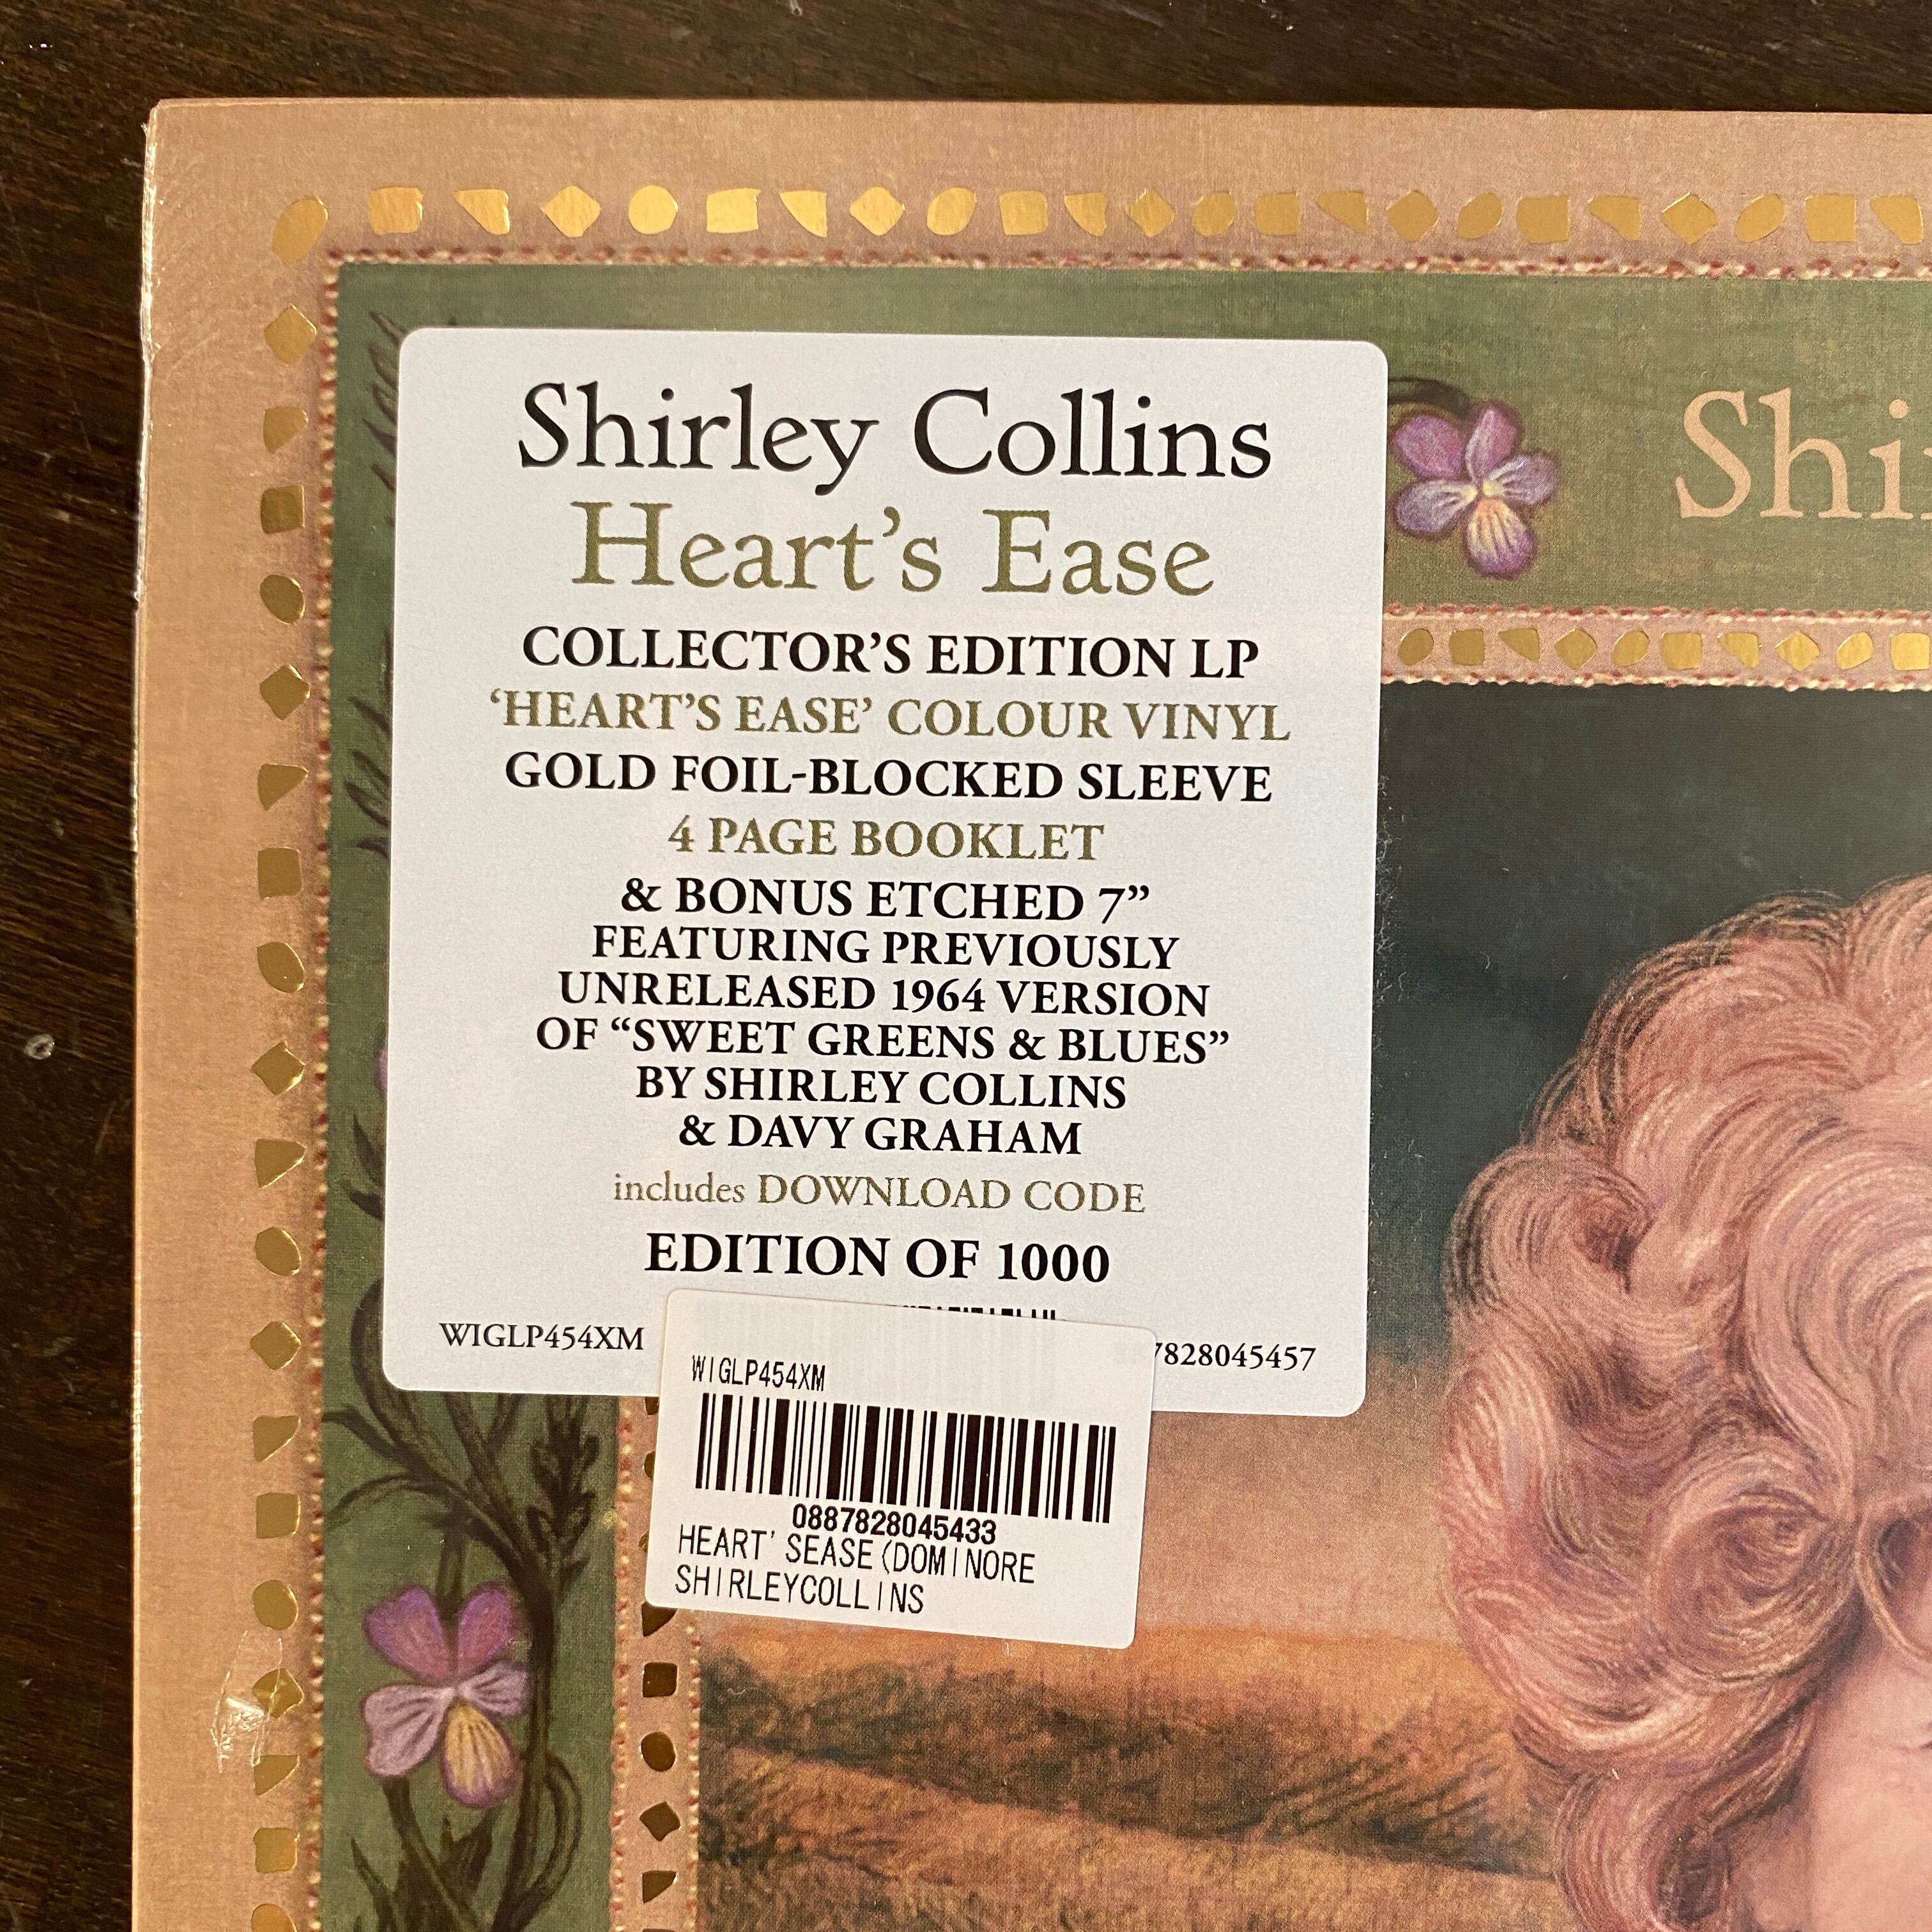 Shirley Collins
Heart's Ease
COLLECTOR'S EDITION LP
'HEART'S EASE' COLOUR VINYL
GOLD FOIL-BLOCKED SLEEVE
4 PAGE BOOKLET
& BONUS ETCHED 7”
FEATURING PREVIOUSLY
UNRELEASED 1964 VERSION
OF “SWEET GREENS & BLUES”
BY SHIRLEY COLLINS
& DAVY GRAHAM
includes DOWNLOAD CODE
EDITION OF 1000
WIGLP454XM 7828045457
WIGLP454XM
0887828045433
HEART' SEASE (DOMINORE
SHIRLEYCOLLINS
Shi